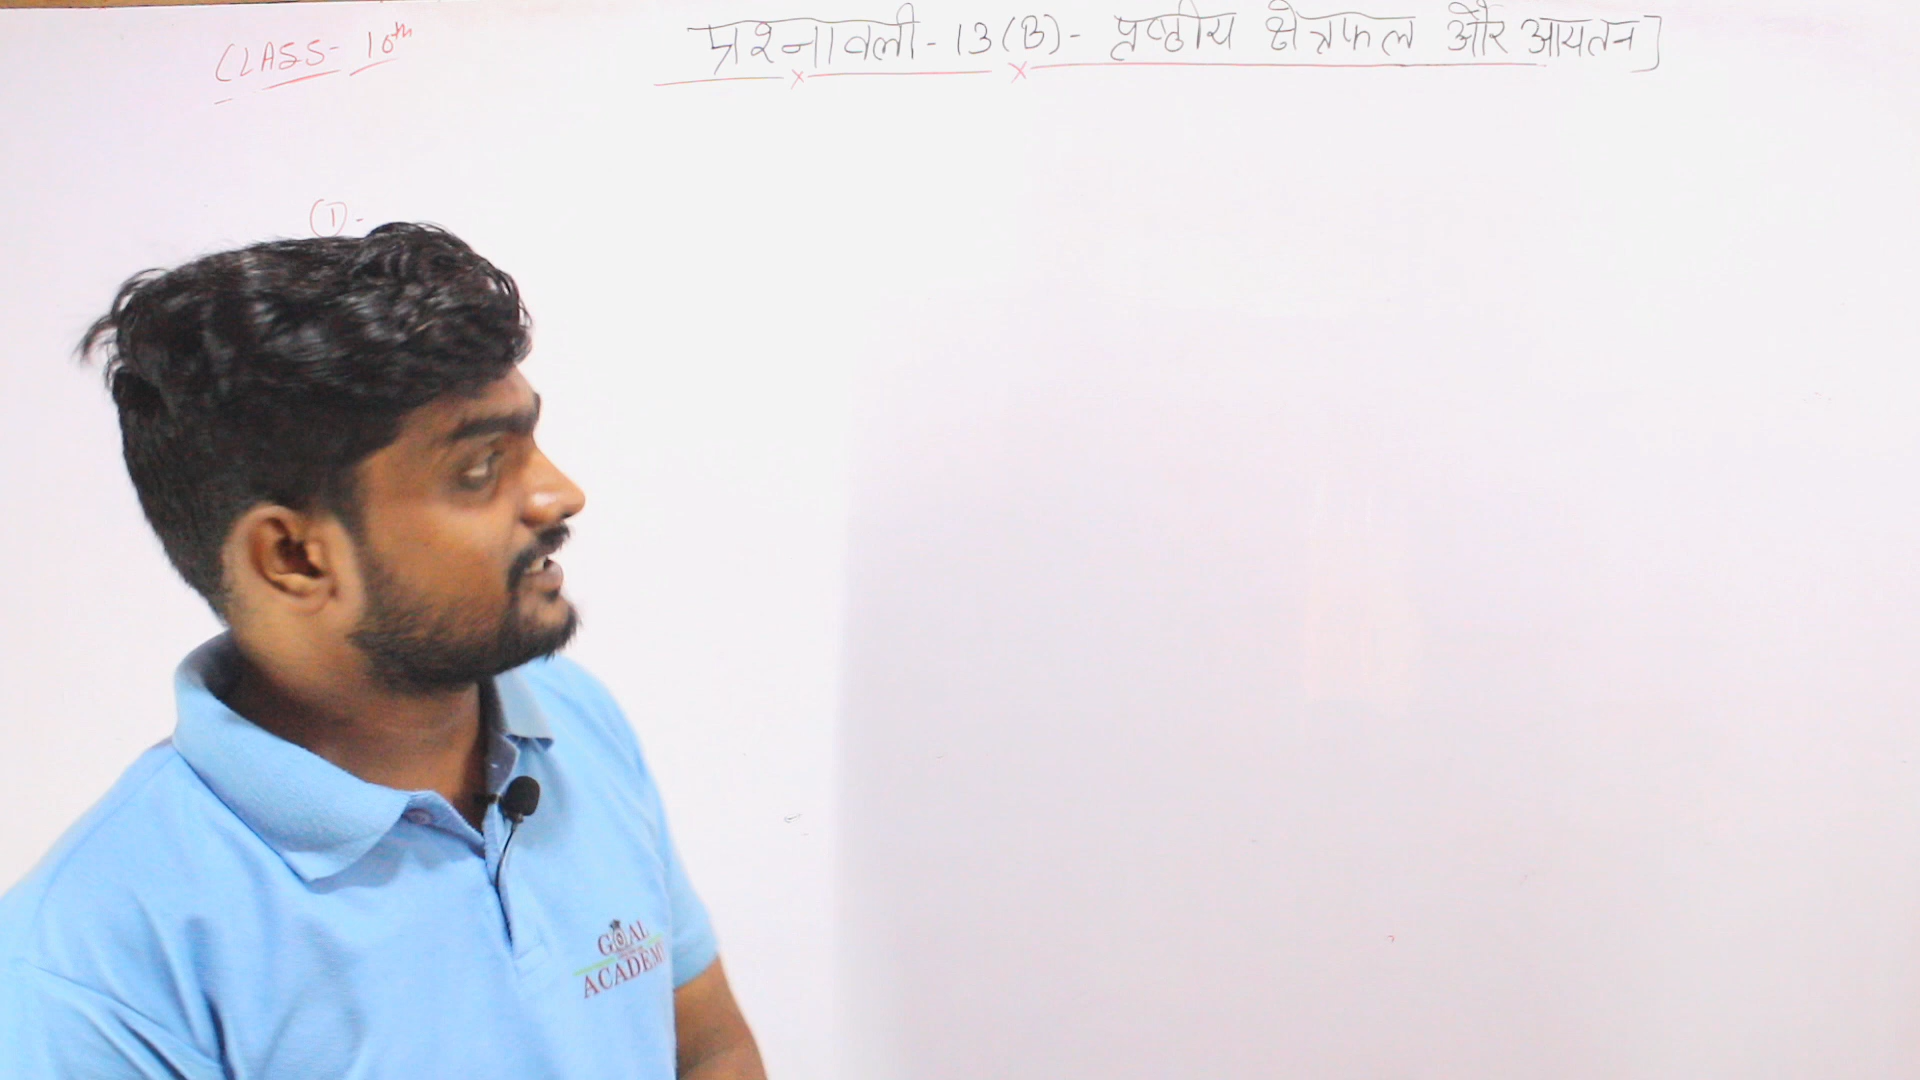 CLASS- 10th
प्रश्नावली-13(B)- पृष्ठीय क्षेत्रफल और आयतन]
①-
GOAL
ACADEMY